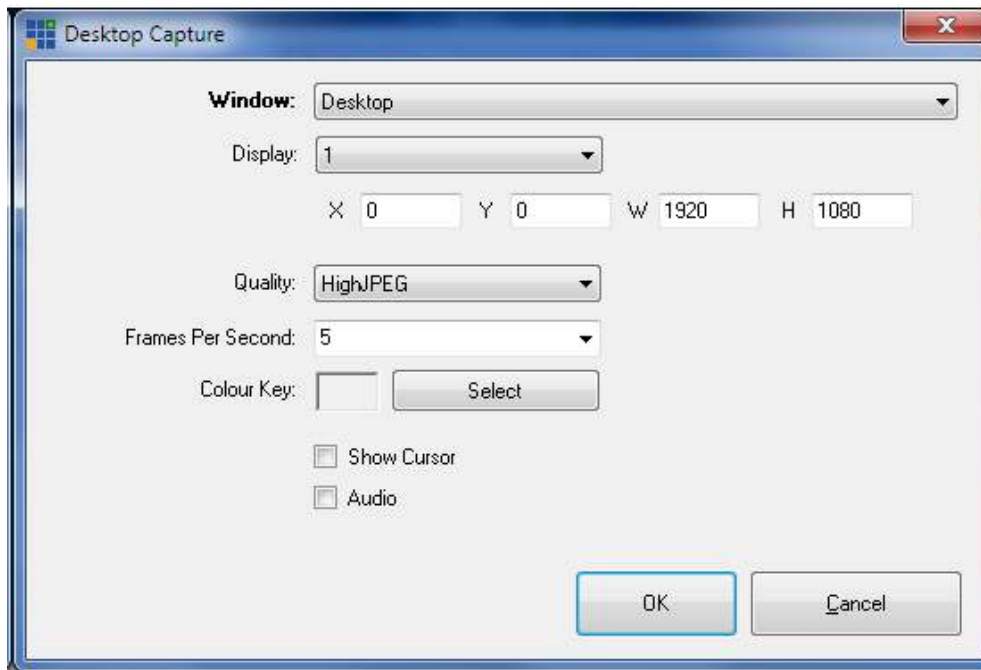 Desktop Capture
Window: Desktop
Display: 1
X 0 Y 0 W 1920 H 1080
Quality: HighJPEG
Frames Per Second: 5
Colour Key: Select
Show Cursor
Audio
OK Cancel